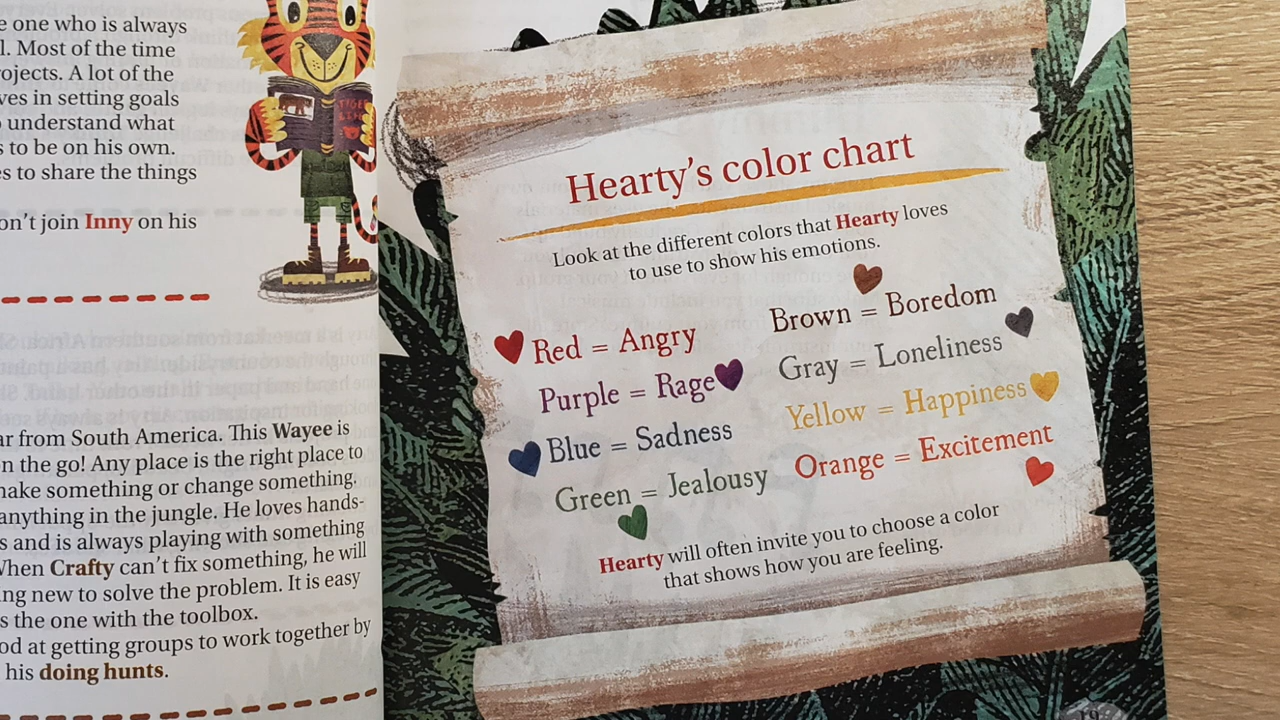 e one who is always
l. Most of the time
rojects. A lot of the
ves in setting goals
o understand what
s to be on his own.
es to share the things
on't join Inny on his
TIGER
ar from South America. This Wayee is
on the go! Any place is the right place to
make something or change something,
anything in the jungle. He loves hands-
s and is always playing with something
When Crafty can't fix something, he will
ng new to solve the problem. It is easy
s the one with the toolbox.
od at getting groups to work together by
his doing hunts.
Hearty's color chart
Look at the different colors that Hearty loves
to use to show his emotions.
Red = Angry
Purple = Rage
Blue = Sadness
Green = Jealousy
Brown = Boredom
Gray = Loneliness
Yellow = Happiness
Orange = Excitement
Hearty will often invite you to choose a color
that shows how you are feeling.